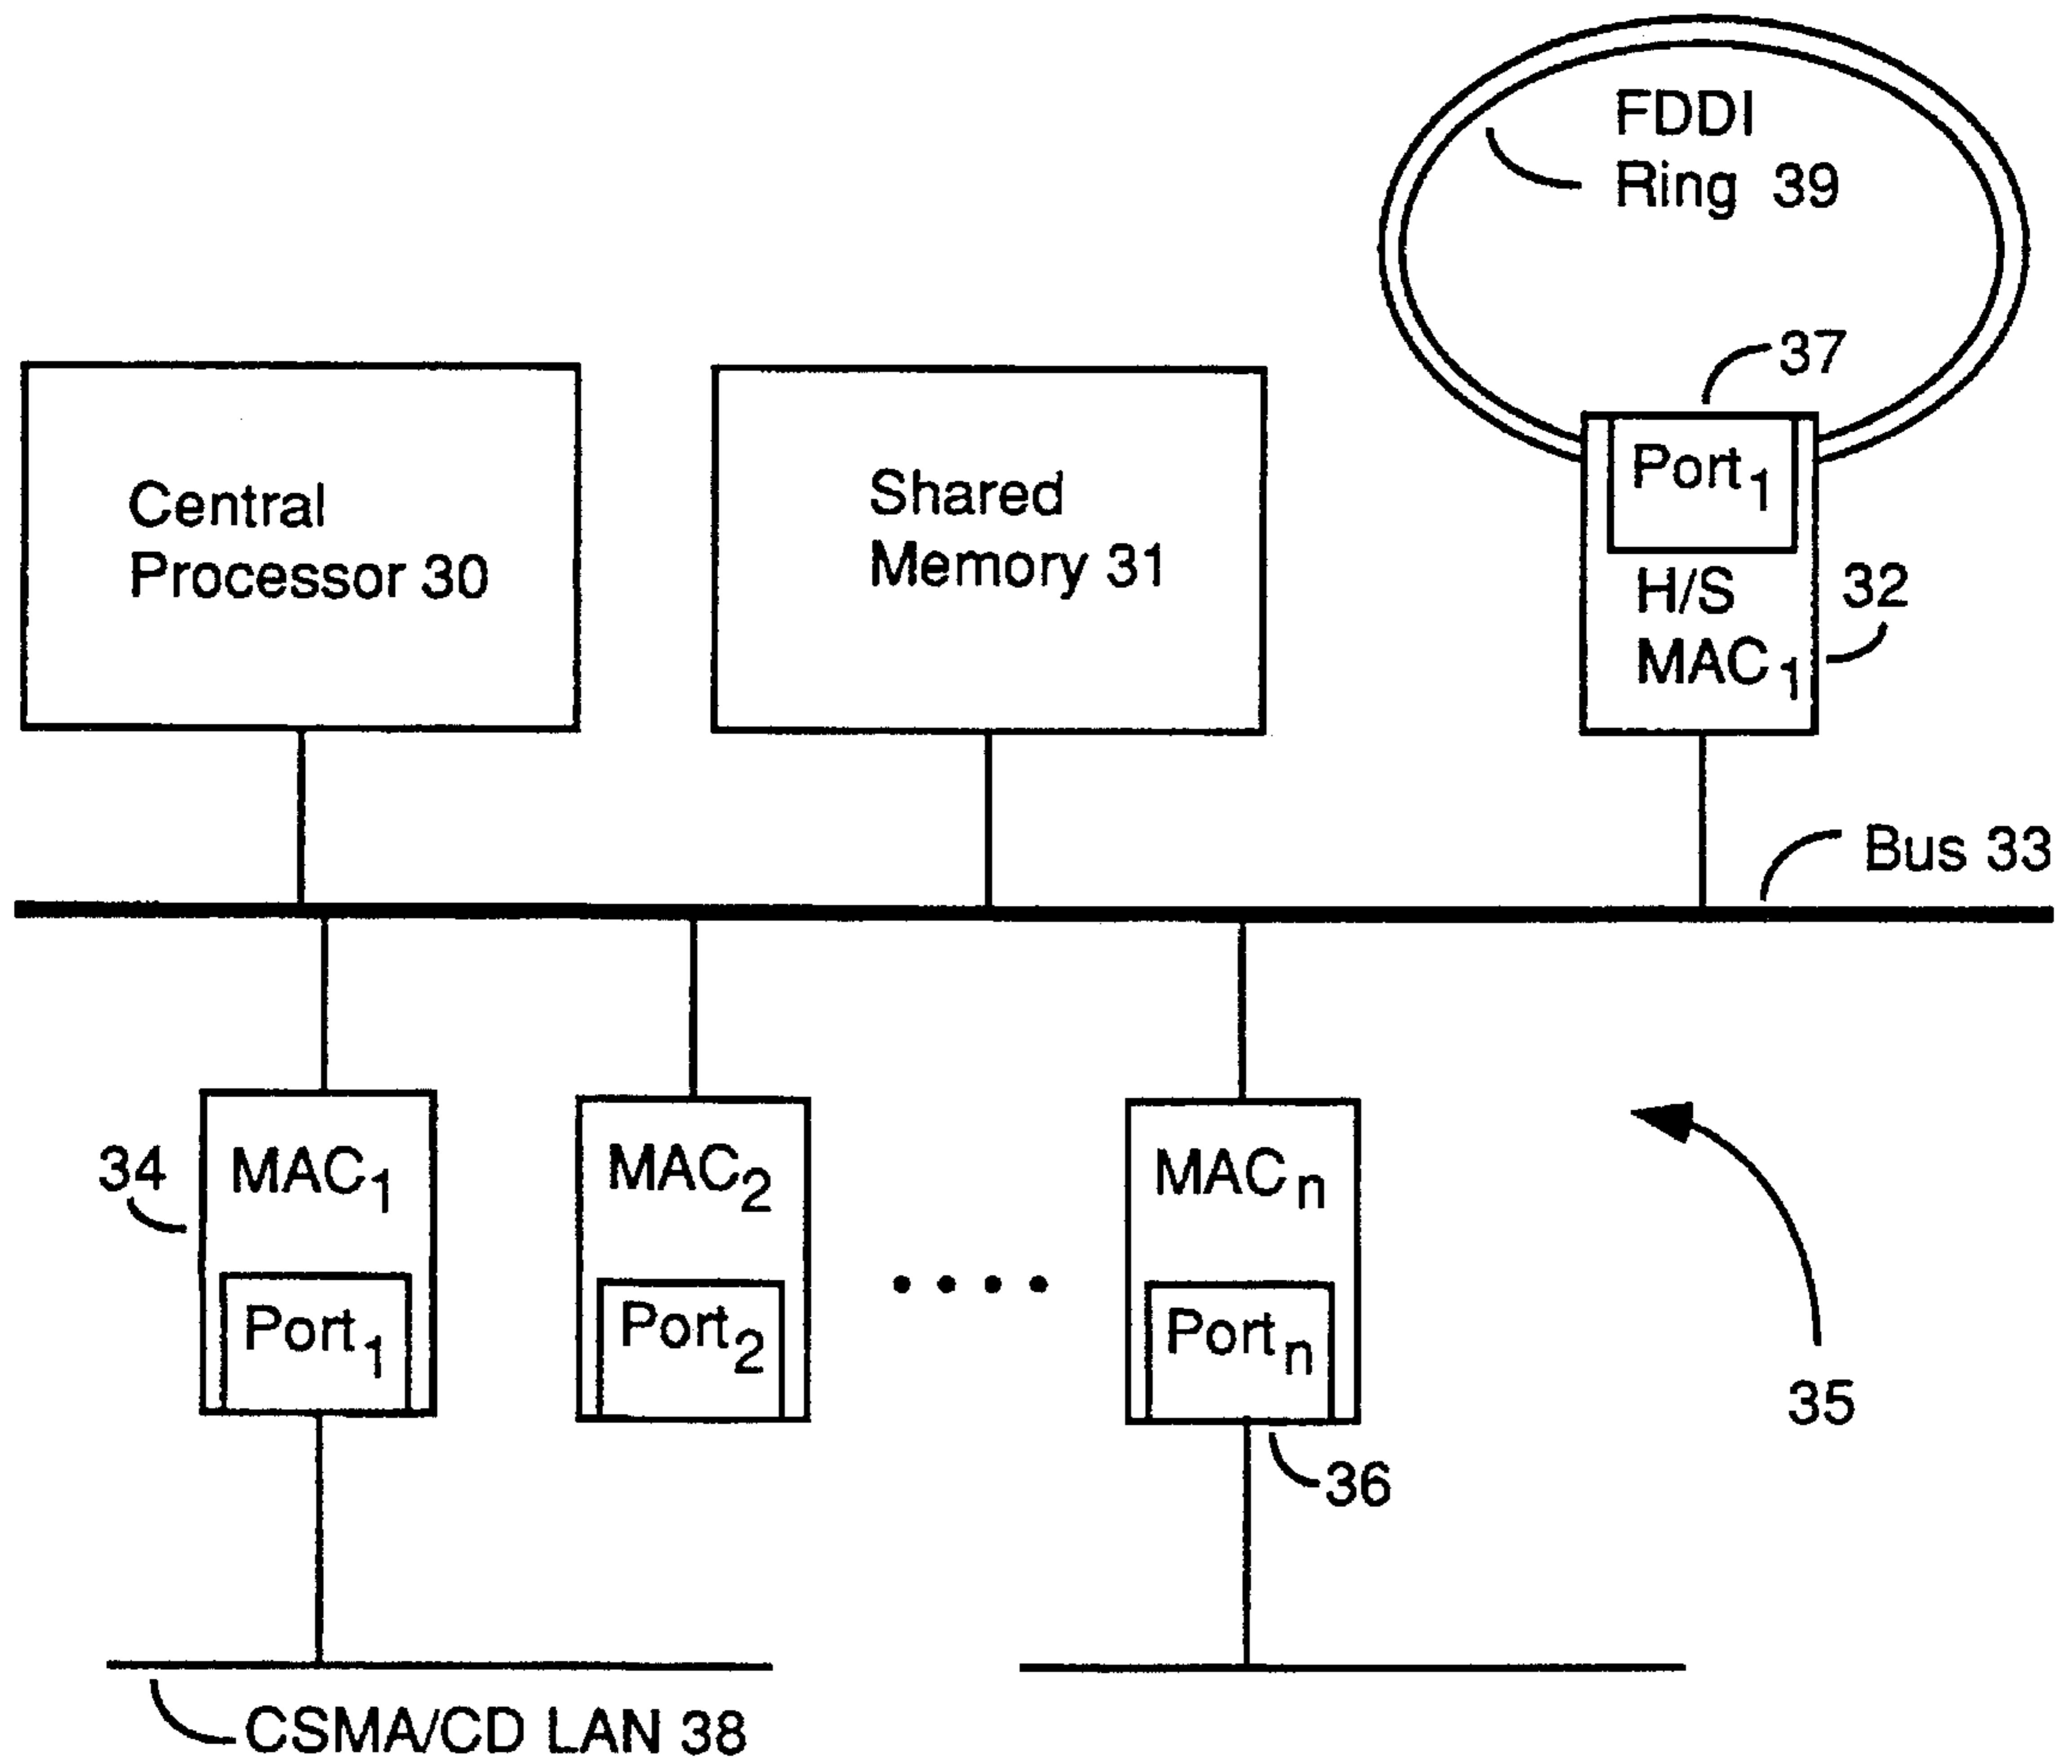 FDDI
Ring 39
37
Port1
H/S
MAC1
32
Central
Processor 30
Shared
Memory 31
Bus 33
34
MAC1
Port1
MAC2
Port2
MACn
Portn
36
35
CSMA/CD LAN 38